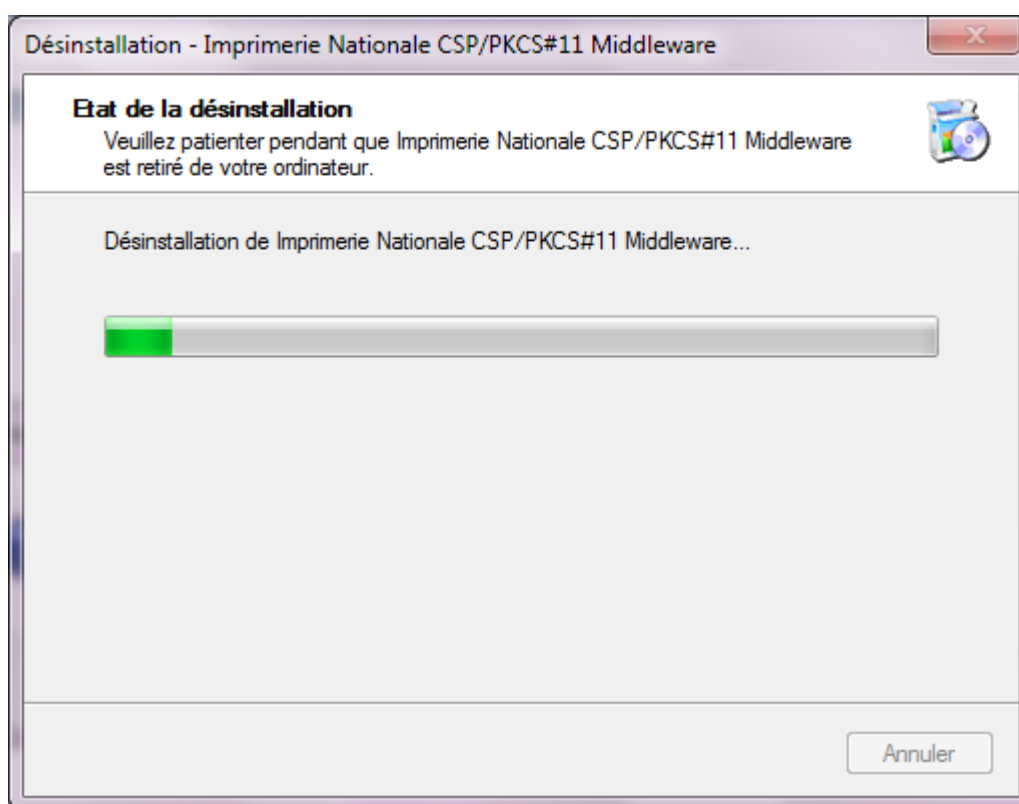 Désinstallation - Imprimerie Nationale CSP/PKCS#11 Middleware
Etat de la désinstallation
Veuillez patienter pendant que Imprimerie Nationale CSP/PKCS#11 Middleware
est retiré de votre ordinateur.
Désinstallation de Imprimerie Nationale CSP/PKCS#11 Middleware...
Annuler